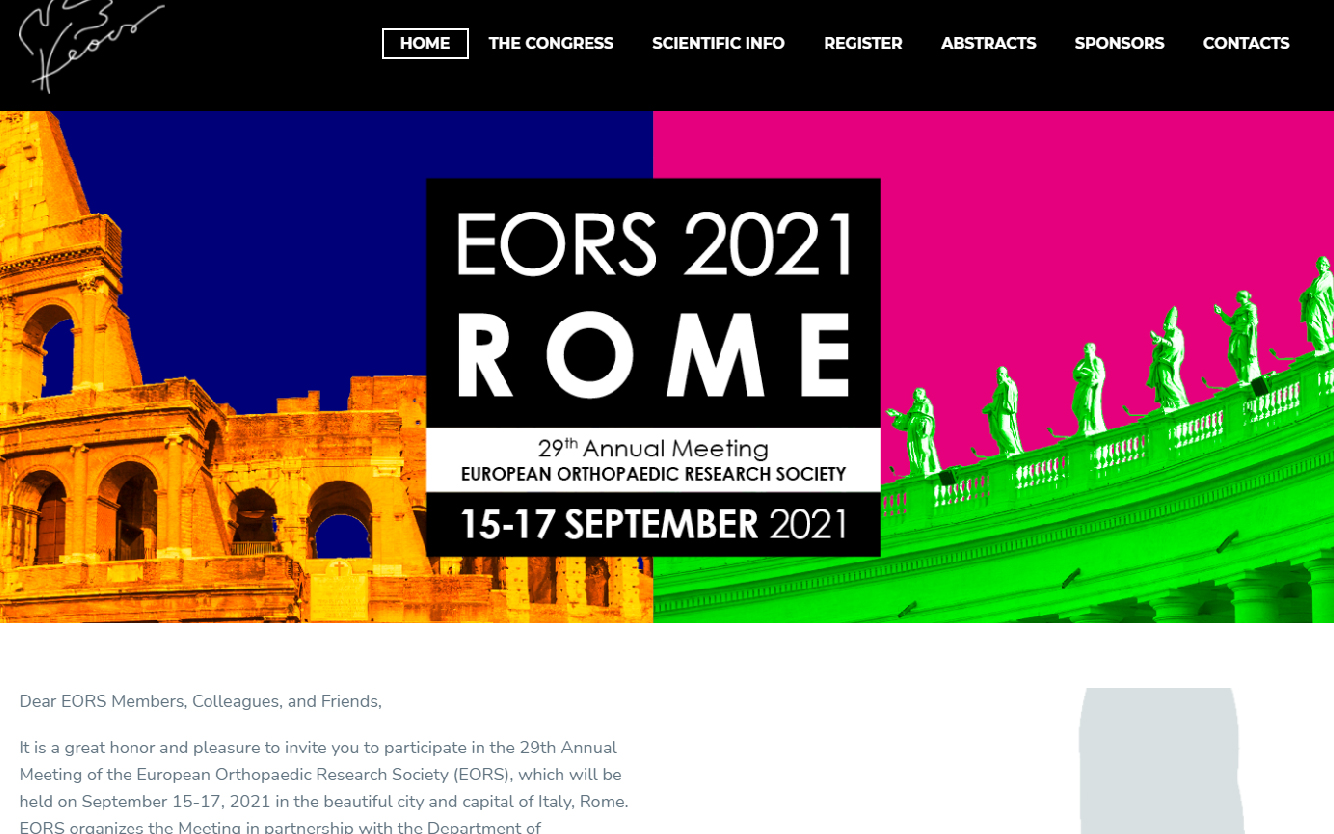 HOME THE CONGRESS SCIENTIFIC INFO REGISTER ABSTRACTS SPONSORS CONTACTS
EORS 2021
ROME
29th Annual Meeting
EUROPEAN ORTHOPAEDIC RESEARCH SOCIETY
15-17 SEPTEMBER 2021
Dear EORS Members, Colleagues, and Friends,
It is a great honor and pleasure to invite you to participate in the 29th Annual
Meeting of the European Orthopaedic Research Society (EORS), which will be
held on September 15-17, 2021 in the beautiful city and capital of Italy, Rome.
EORS organizes the Meeting in partnership with the Department of